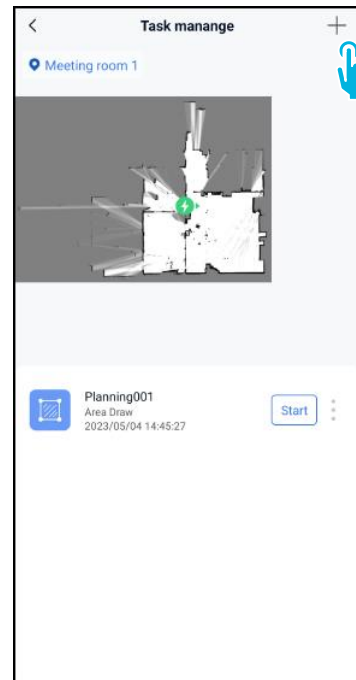 Task manange
Meeting room 1
Planning001
Area Draw
2023/05/04 14:45:27
Start